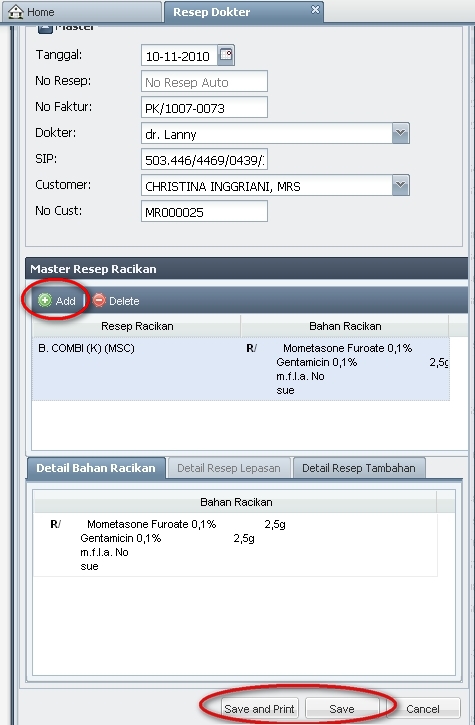 Home Resep Dokter
Master
Tanggal: 10-11-2010
No Resep: No Resep Auto
No Faktur: PK/1007-0073
Dokter: dr. Lanny
SIP: 503.446/4469/0439/
Customer: CHRISTINA INGGRIANI, MRS
No Cust: MR000025
Master Resep Racikan
Add Delete
Resep Racikan Bahan Racikan
B. COMBI (K) (MSC) R/ Mometasone Furoate 0,1%
Gentamicin 0,1% 2,5g
m.f.l.a. No
sue
Detail Bahan Racikan Detail Resep Lepasan Detail Resep Tambahan
Bahan Racikan
R/ Mometasone Furoate 0,1% 2,5g
Gentamicin 0,1% 2,5g
m.f.l.a. No
sue
Save and Print Save Cancel